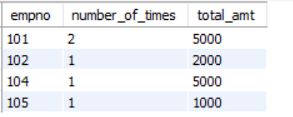 empno number_of_times total_amt
101 2 5000
102 1 2000
104 1 5000
105 1 1000